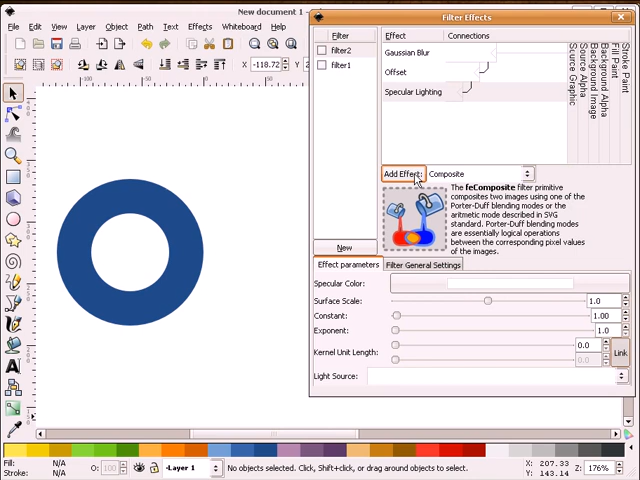 New document 1 -
Filter Effects
File Edit View Layer Object Path Text Effects Whiteboard Help
X: -118.72
Filter
filter2
filter1
New
Effect Connections
Gaussian Blur
Offset
Specular Lighting
Stroke Paint
Fill Paint
Background Alpha
Background Image
Source Alpha
Source Graphic
Add Effect: Composite
The feComposite filter primitive
composites two images using one of the
Porter-Duff blending modes or the
aritmetic mode described in SVG
standard. Porter-Duff blending modes
are essentially logical operations
between the corresponding pixel values
of the images.
Effect parameters Filter General Settings
Specular Color:
Surface Scale: 1.0
Constant: 1.00
Exponent: 1.0
Kernel Unit Length: 0.0
0.0
Link
Light Source:
Fill: N/A
Stroke: N/A
O: 100
-Layer 1
No objects selected. Click, Shift+click, or drag around objects to select.
X: 207.33
Y: 143.14
Z: 176%